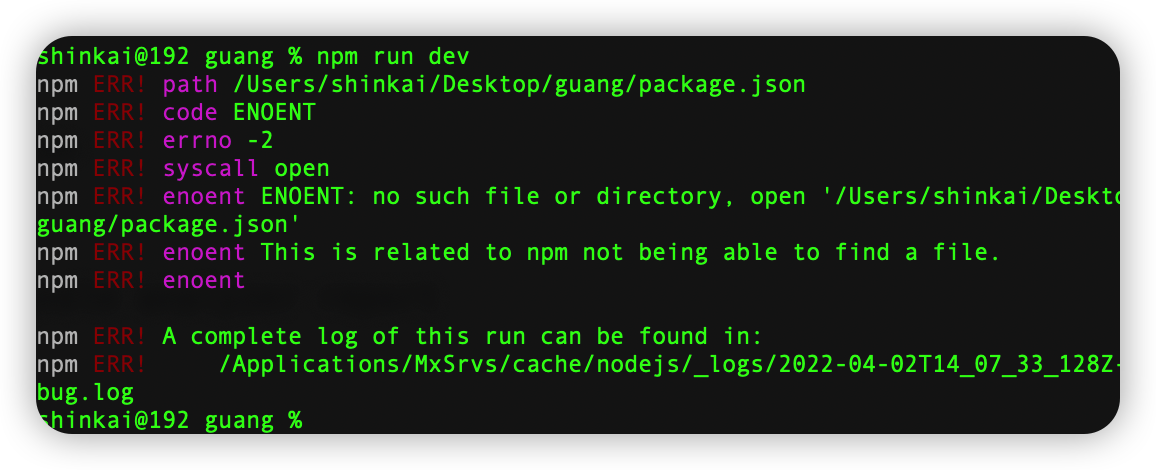 shinkai@192 guang % npm run dev
npm ERR! path /Users/shinkai/Desktop/guang/package.json
npm ERR! code ENOENT
npm ERR! errno -2
npm ERR! syscall open
npm ERR! enoent ENOENT: no such file or directory, open '/Users/shinkai/Deskto
guang/package.json'
npm ERR! enoent This is related to npm not being able to find a file.
npm ERR! enoent
npm ERR! A complete log of this run can be found in:
npm ERR!     /Applications/MxSrvs/cache/nodejs/_logs/2022-04-02T14_07_33_128Z-
bug.log
shinkai@192 guang %